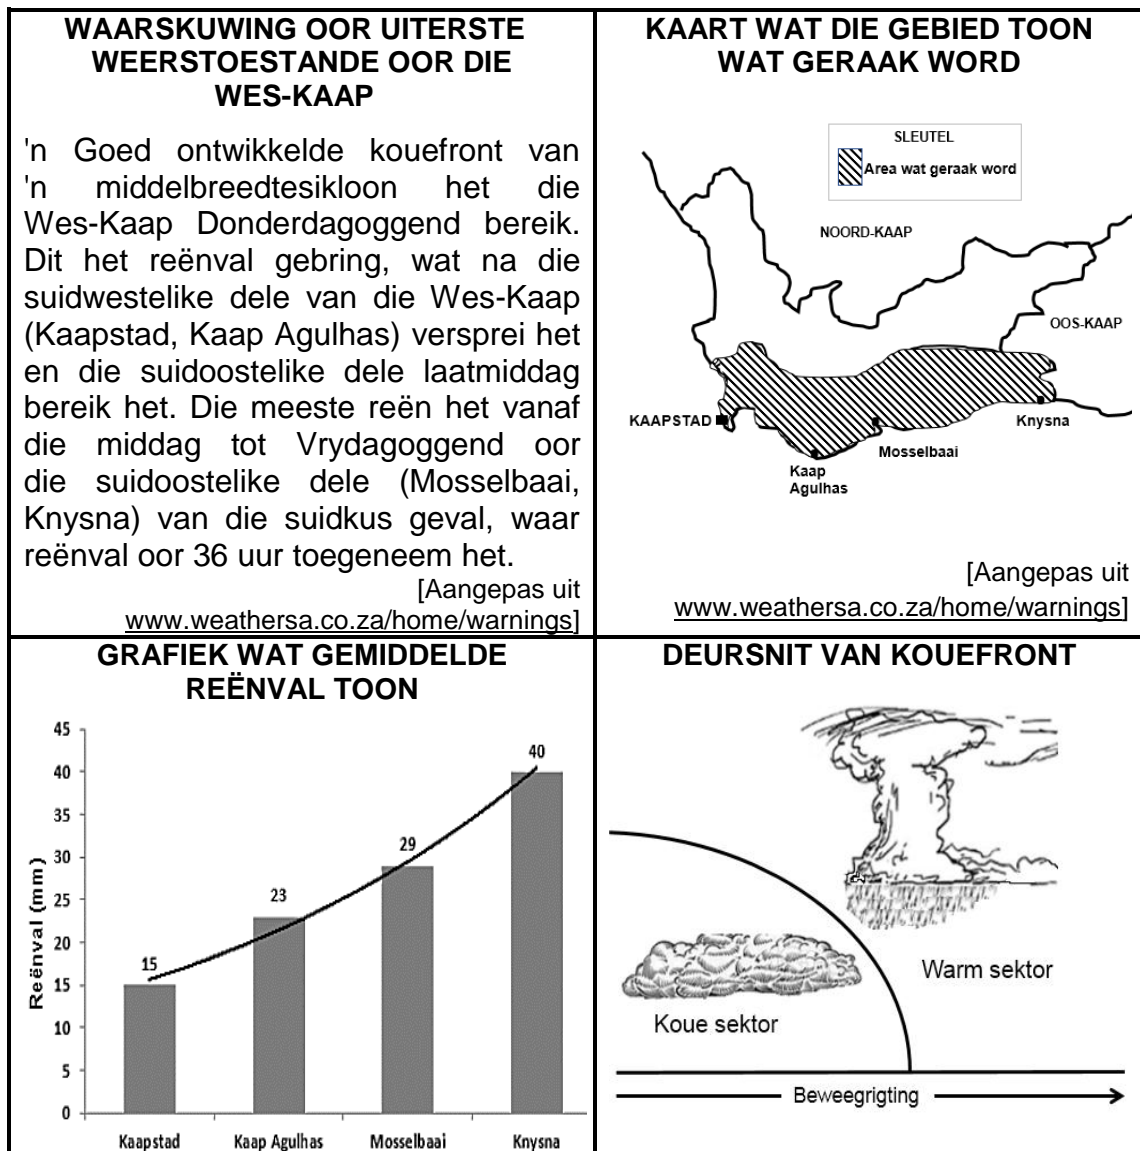 WAARSKUWING OOR UITERSTE
WEERSTOESTANDE OOR DIE
WES-KAAP
'n Goed ontwikkelde kouefront van
'n middelbreedtesikloon het die
Wes-Kaap Donderdagoggend bereik.
Dit het reënval gebring, wat na die
suidwestelike dele van die Wes-Kaap
(Kaapstad, Kaap Agulhas) versprei het
en die suidoostelike dele laatmiddag
bereik het. Die meeste reën het vanaf
die middag tot Vrydagoggend oor
die suidoostelike dele (Mosselbaai,
Knysna) van die suidkus geval, waar
reënval oor 36 uur toegeneem het.
[Aangepas uit
www.weathersa.co.za/home/warnings]
KAART WAT DIE GEBIED TOON
WAT GERAAK WORD
SLEUTEL
Area wat geraak word
NOORD-KAAP
OOS-KAAP
KAAPSTAD
Knysna
Mosselbaai
Kaap
Agulhas
[Aangepas uit
www.weathersa.co.za/home/warnings]
GRAFIEK WAT GEMIDDELDE
REËNVAL TOON
Reënval (mm)
45
40
35
30
25
20
15
10
5
0
15
23
29
40
Kaapstad
Kaap Agulhas
Mosselbaai
Knysna
DEURSNIT VAN KOUEFRONT
Warm sektor
Koue sektor
Beweegrigting